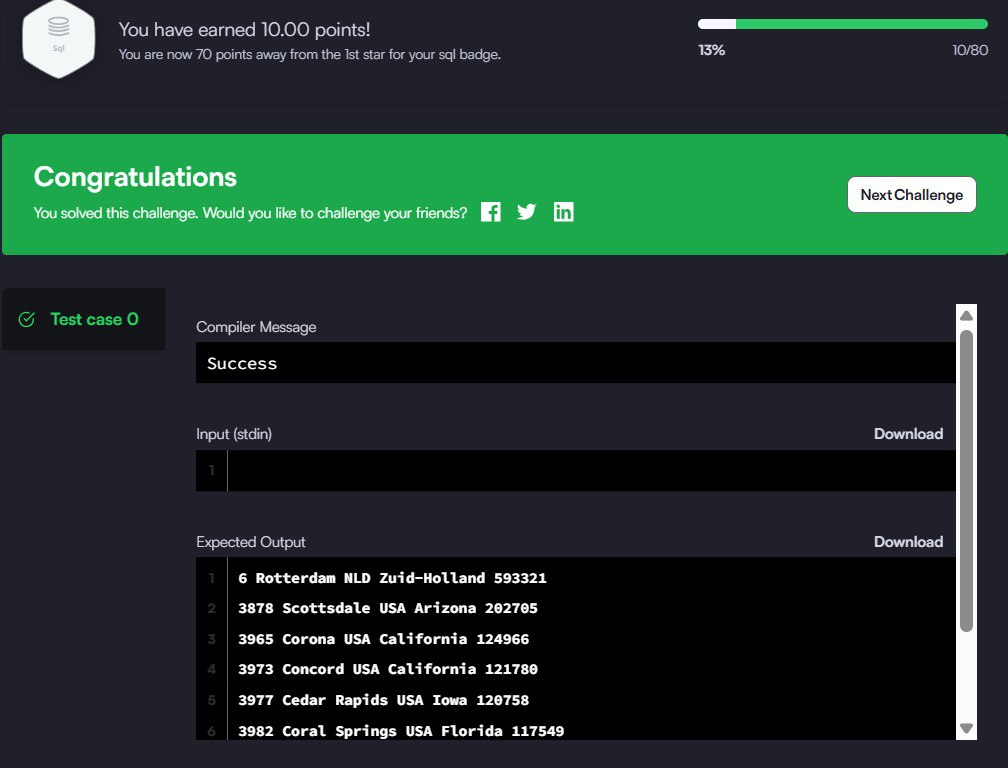 Sql
You have earned 10.00 points!
You are now 70 points away from the 1st star for your sql badge.
13%
10/80
Congratulations
You solved this challenge. Would you like to challenge your friends?
Next Challenge
Test case 0
Compiler Message
Success
Input (stdin)
Download
1
Expected Output
Download
1 6 Rotterdam NLD Zuid-Holland 593321
2 3878 Scottsdale USA Arizona 202705
3 3965 Corona USA California 124966
4 3973 Concord USA California 121780
5 3977 Cedar Rapids USA Iowa 120758
6 3982 Coral Springs USA Florida 117549